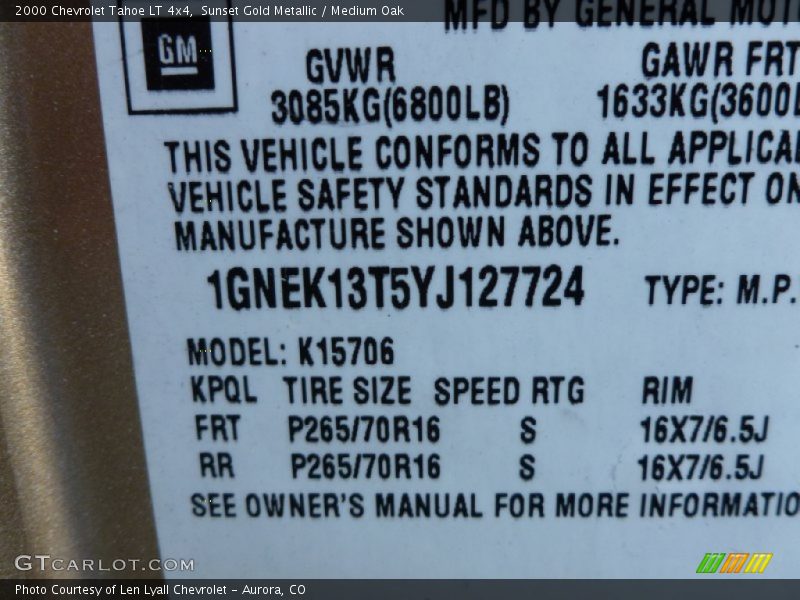 2000 Chevrolet Tahoe LT 4x4, Sunset Gold Metallic / Medium Oak
MFD BY GENERAL MOT
GM
GVWR GAWR FRT
3085KG(6800LB) 1633KG(3600L
THIS VEHICLE CONFORMS TO ALL APPLICA
VEHICLE SAFETY STANDARDS IN EFFECT ON
MANUFACTURE SHOWN ABOVE.
1GNEK13T5YJ127724 TYPE: M.P.
MODEL: K15706
KPQL TIRE SIZE SPEED RTG RIM
FRT P265/70R16 S 16X7/6.5J
RR P265/70R16 S 16X7/6.5J
SEE OWNER'S MANUAL FOR MORE INFORMATIO
GTCARLOT.COM
Photo Courtesy of Len Lyall Chevrolet - Aurora, CO